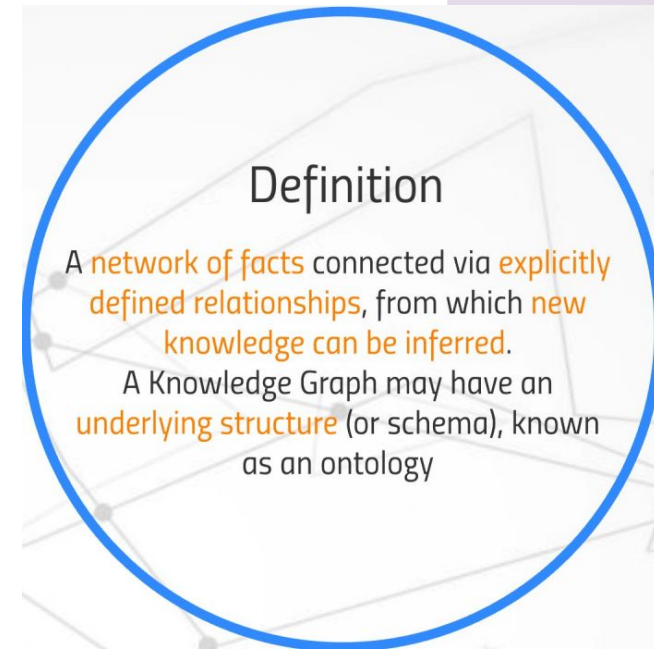 Definition
A network of facts connected via explicitly
defined relationships, from which new
knowledge can be inferred.
A Knowledge Graph may have an
underlying structure (or schema), known
as an ontology